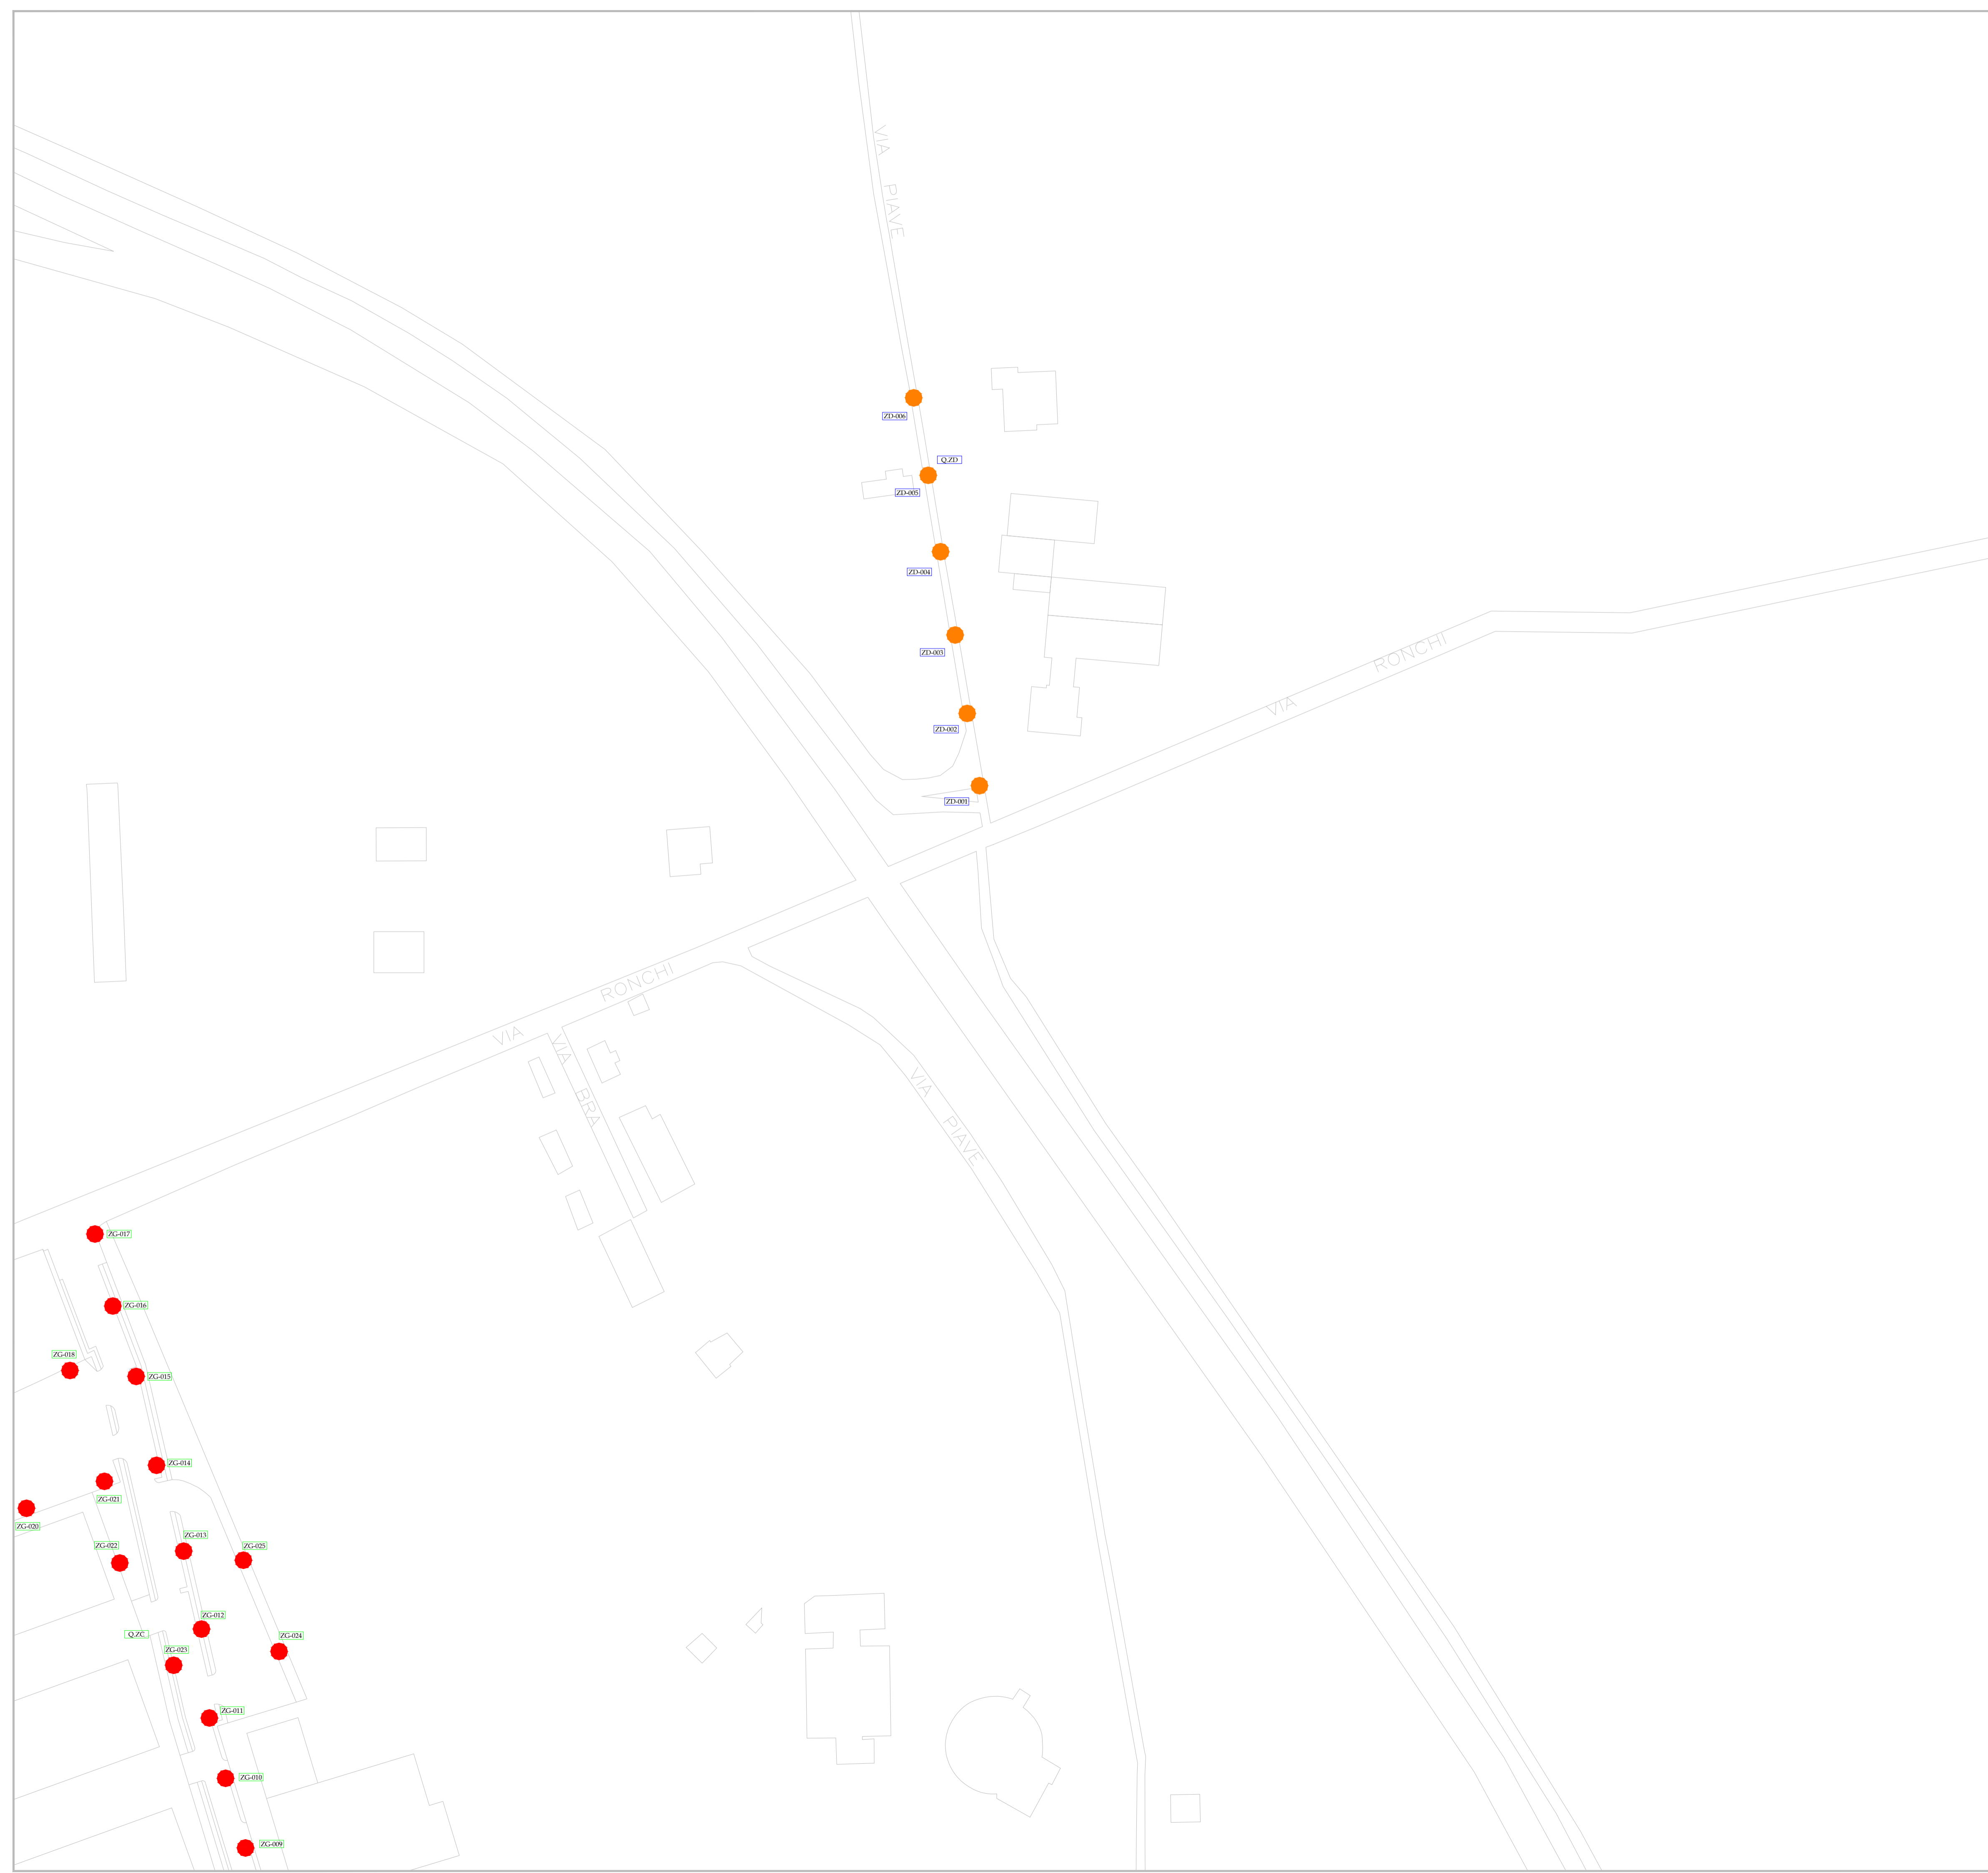 VIA PIAVE
ZD-006
Q.ZD
ZD-005
ZD-004
ZD-003
VIA RONCHI
ZD-002
ZD-001
VIA RONCHI
VIA BRA
VIA PIAVE
ZG-017
ZG-016
ZG-018
ZG-015
ZG-014
ZG-021
ZG-020
ZG-013
ZG-022
ZG-025
ZG-012
Q.ZC
ZG-024
ZG-023
ZG-011
ZG-010
ZG-009